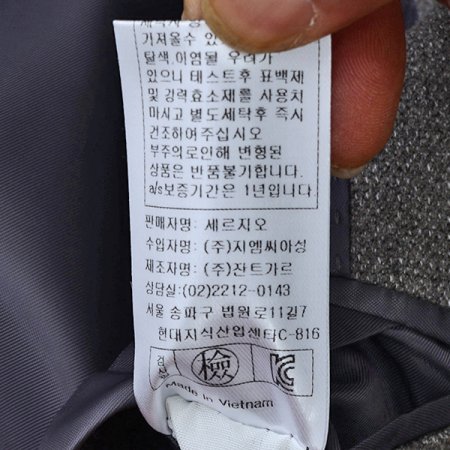 가져올수 있
탈색.이염될 우려가
있으니 테스트후 표백제
및 강력효소제를 사용치
마시고 별도세탁후 즉시
건조하여주십시오
부주의로인해 변형된
상품은 반품불가합니다.
a/s보증기간은 1년입니다.
판매자명: 세르지오
수입자명: (주)지엠씨아성
제조자명: (주)잔트가르
상담실:(02)2212-0143
서울 송파구 법원로11길7
현대지식산업센타C-816
檢
Made in Vietnam